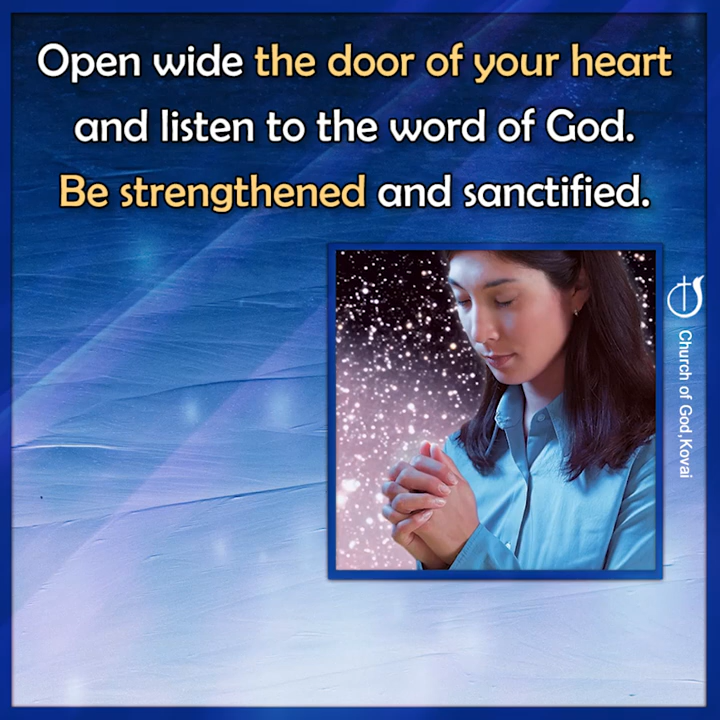 Open wide the door of your heart
and listen to the word of God.
Be strengthened and sanctified.
Church of God,Kovai